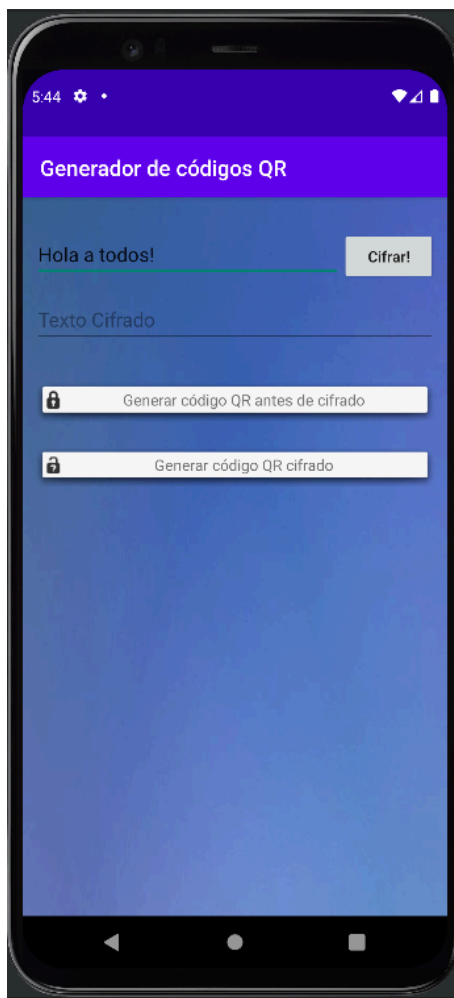 5:44
Generador de códigos QR
Hola a todos! Cifrar!
Texto Cifrado
Generar código QR antes de cifrado
Generar código QR cifrado